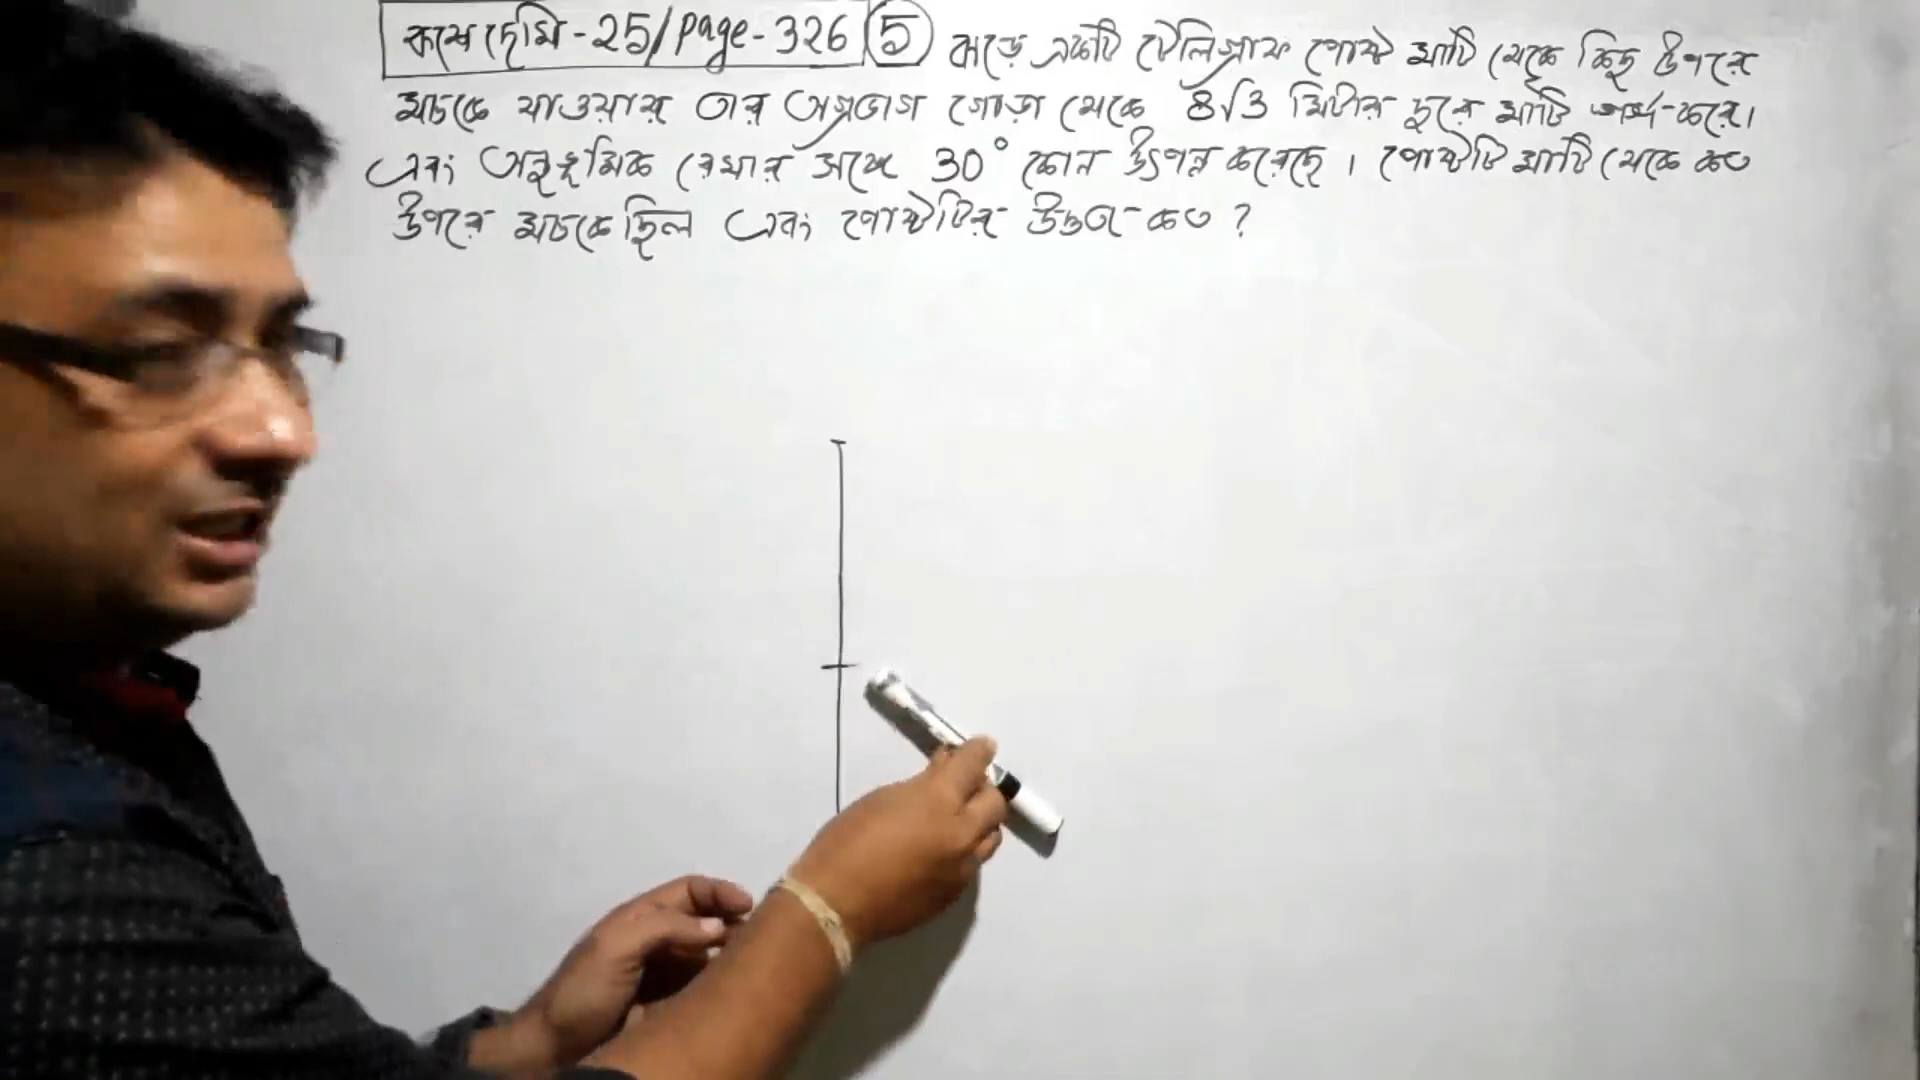 কষে দেখি - 25/page - 326 ⑤ ঝড়ে একটি টেলিগ্রাফ পোষ্ট মাটি থেকে কিছু উপরে
মচকে যাওয়ায় তার অগ্রভাগ গোড়া থেকে 8√3 মিটার দূরে মাটি স্পর্শ করে।
এবং অনুভূমিক রেখার সঙ্গে 30° কোন উৎপন্ন করেছে। পোষ্টটি মাটি থেকে কত
উপরে মচকেছিল এবং পোষ্টটির উচ্চতা কত?